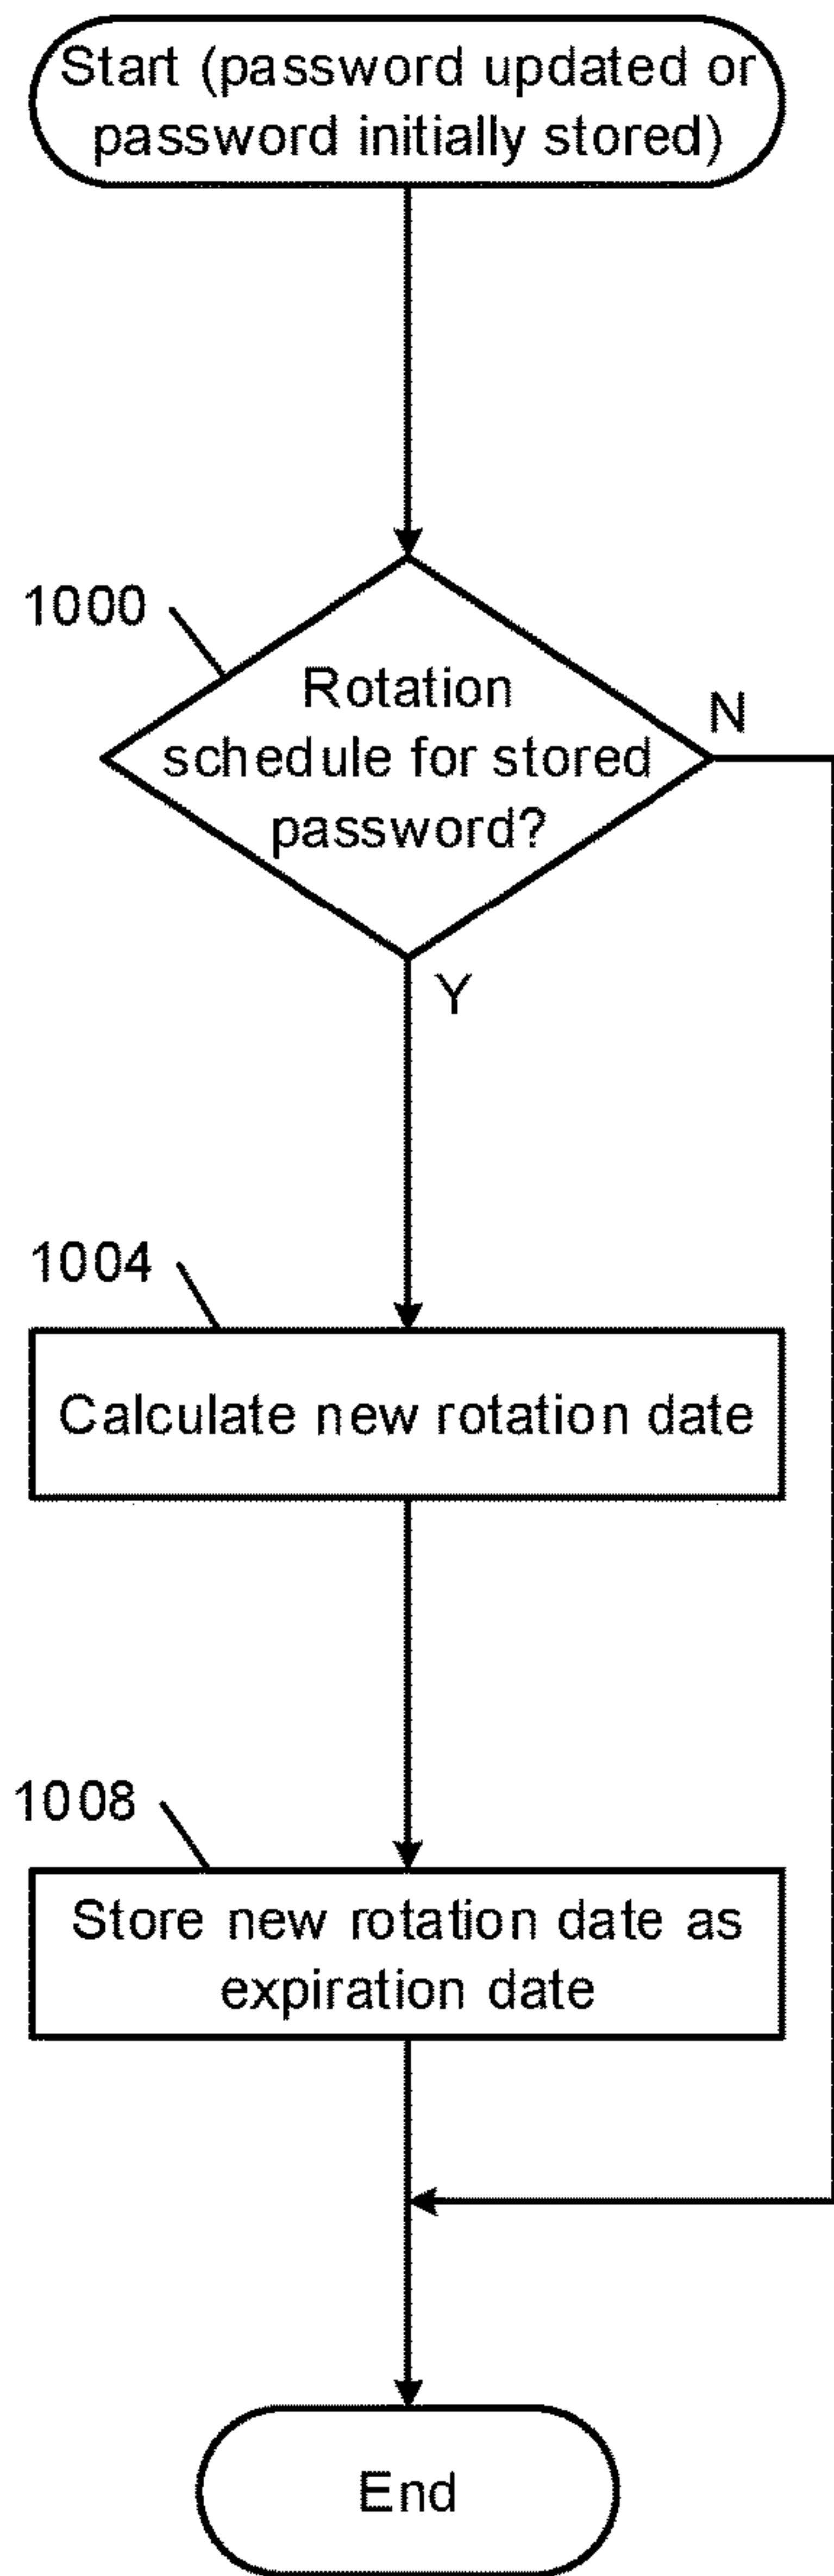 Start (password updated or
password initially stored)
1000
Rotation
schedule for stored
password?
N
Y
1004
Calculate new rotation date
1008
Store new rotation date as
expiration date
End